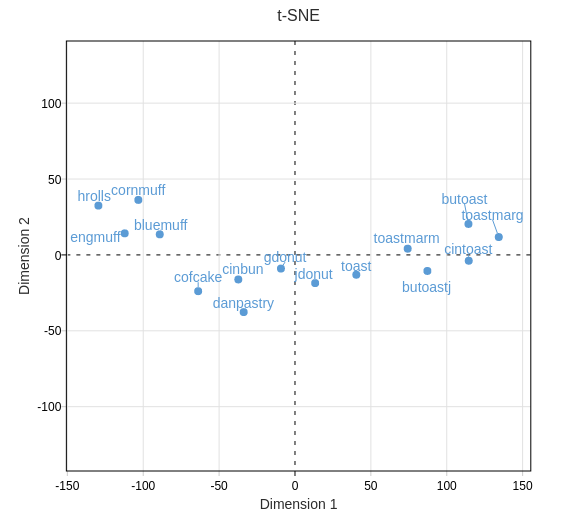 t-SNE
100
50
0
-50
-100
Dimension 2
hrolls
cornmuff
engmuff
bluemuff
cofcake
cinbun
danpastry
gdonut
jdonut
toast
toastmarm
butoastj
butoast
toastmarg
cintoast
-150
-100
-50
0
50
100
150
Dimension 1